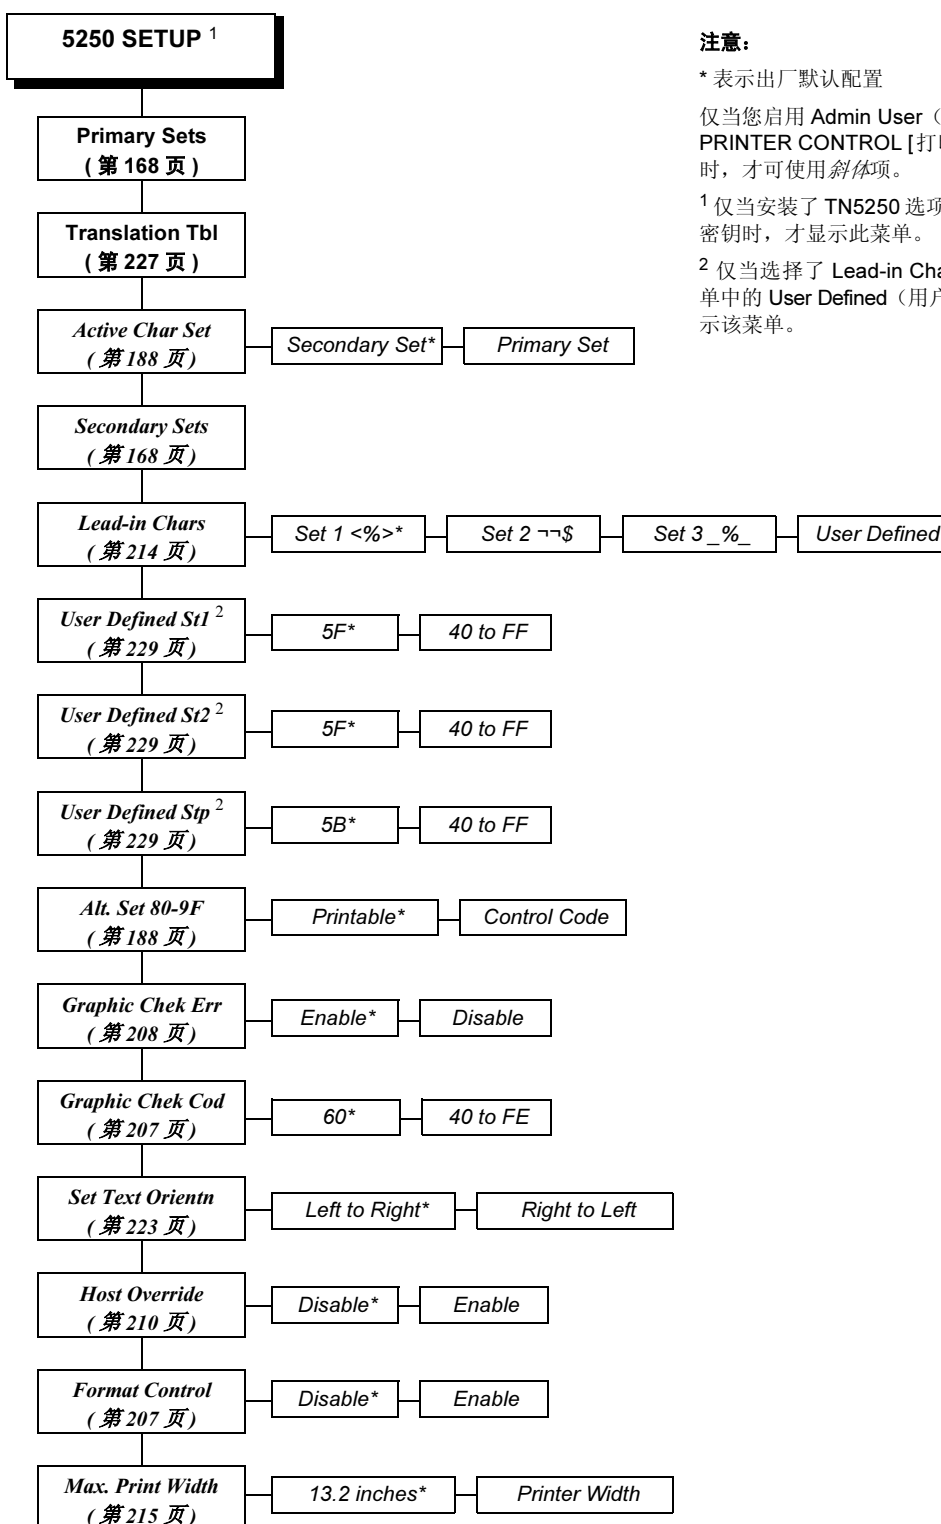 5250 SETUP 1
Primary Sets
( 第 168 页 )
Translation Tbl
( 第 227 页 )
Active Char Set
( 第 188 页 )
Secondary Set*
Primary Set
Secondary Sets
( 第 168 页 )
Lead-in Chars
( 第 214 页 )
Set 1 <%>*
Set 2 ¬¬$
Set 3 _%_
User Defined
User Defined St1 2
( 第 229 页 )
5F*
40 to FF
User Defined St2 2
( 第 229 页 )
5F*
40 to FF
User Defined Stp 2
( 第 229 页 )
5B*
40 to FF
Alt. Set 80-9F
( 第 188 页 )
Printable*
Control Code
Graphic Chek Err
( 第 208 页 )
Enable*
Disable
Graphic Chek Cod
( 第 207 页 )
60*
40 to FE
Set Text Orientn
( 第 223 页 )
Left to Right*
Right to Left
Host Override
( 第 210 页 )
Disable*
Enable
Format Control
( 第 207 页 )
Disable*
Enable
Max. Print Width
( 第 215 页 )
13.2 inches*
Printer Width
注意：
* 表示出厂默认配置
仅当您启用 Admin User（
PRINTER CONTROL [打
时，才可使用斜体项。
1 仅当安装了 TN5250 选项
密钥时，才显示此菜单。
2 仅当选择了 Lead-in Cha
单中的 User Defined（用户
示该菜单。